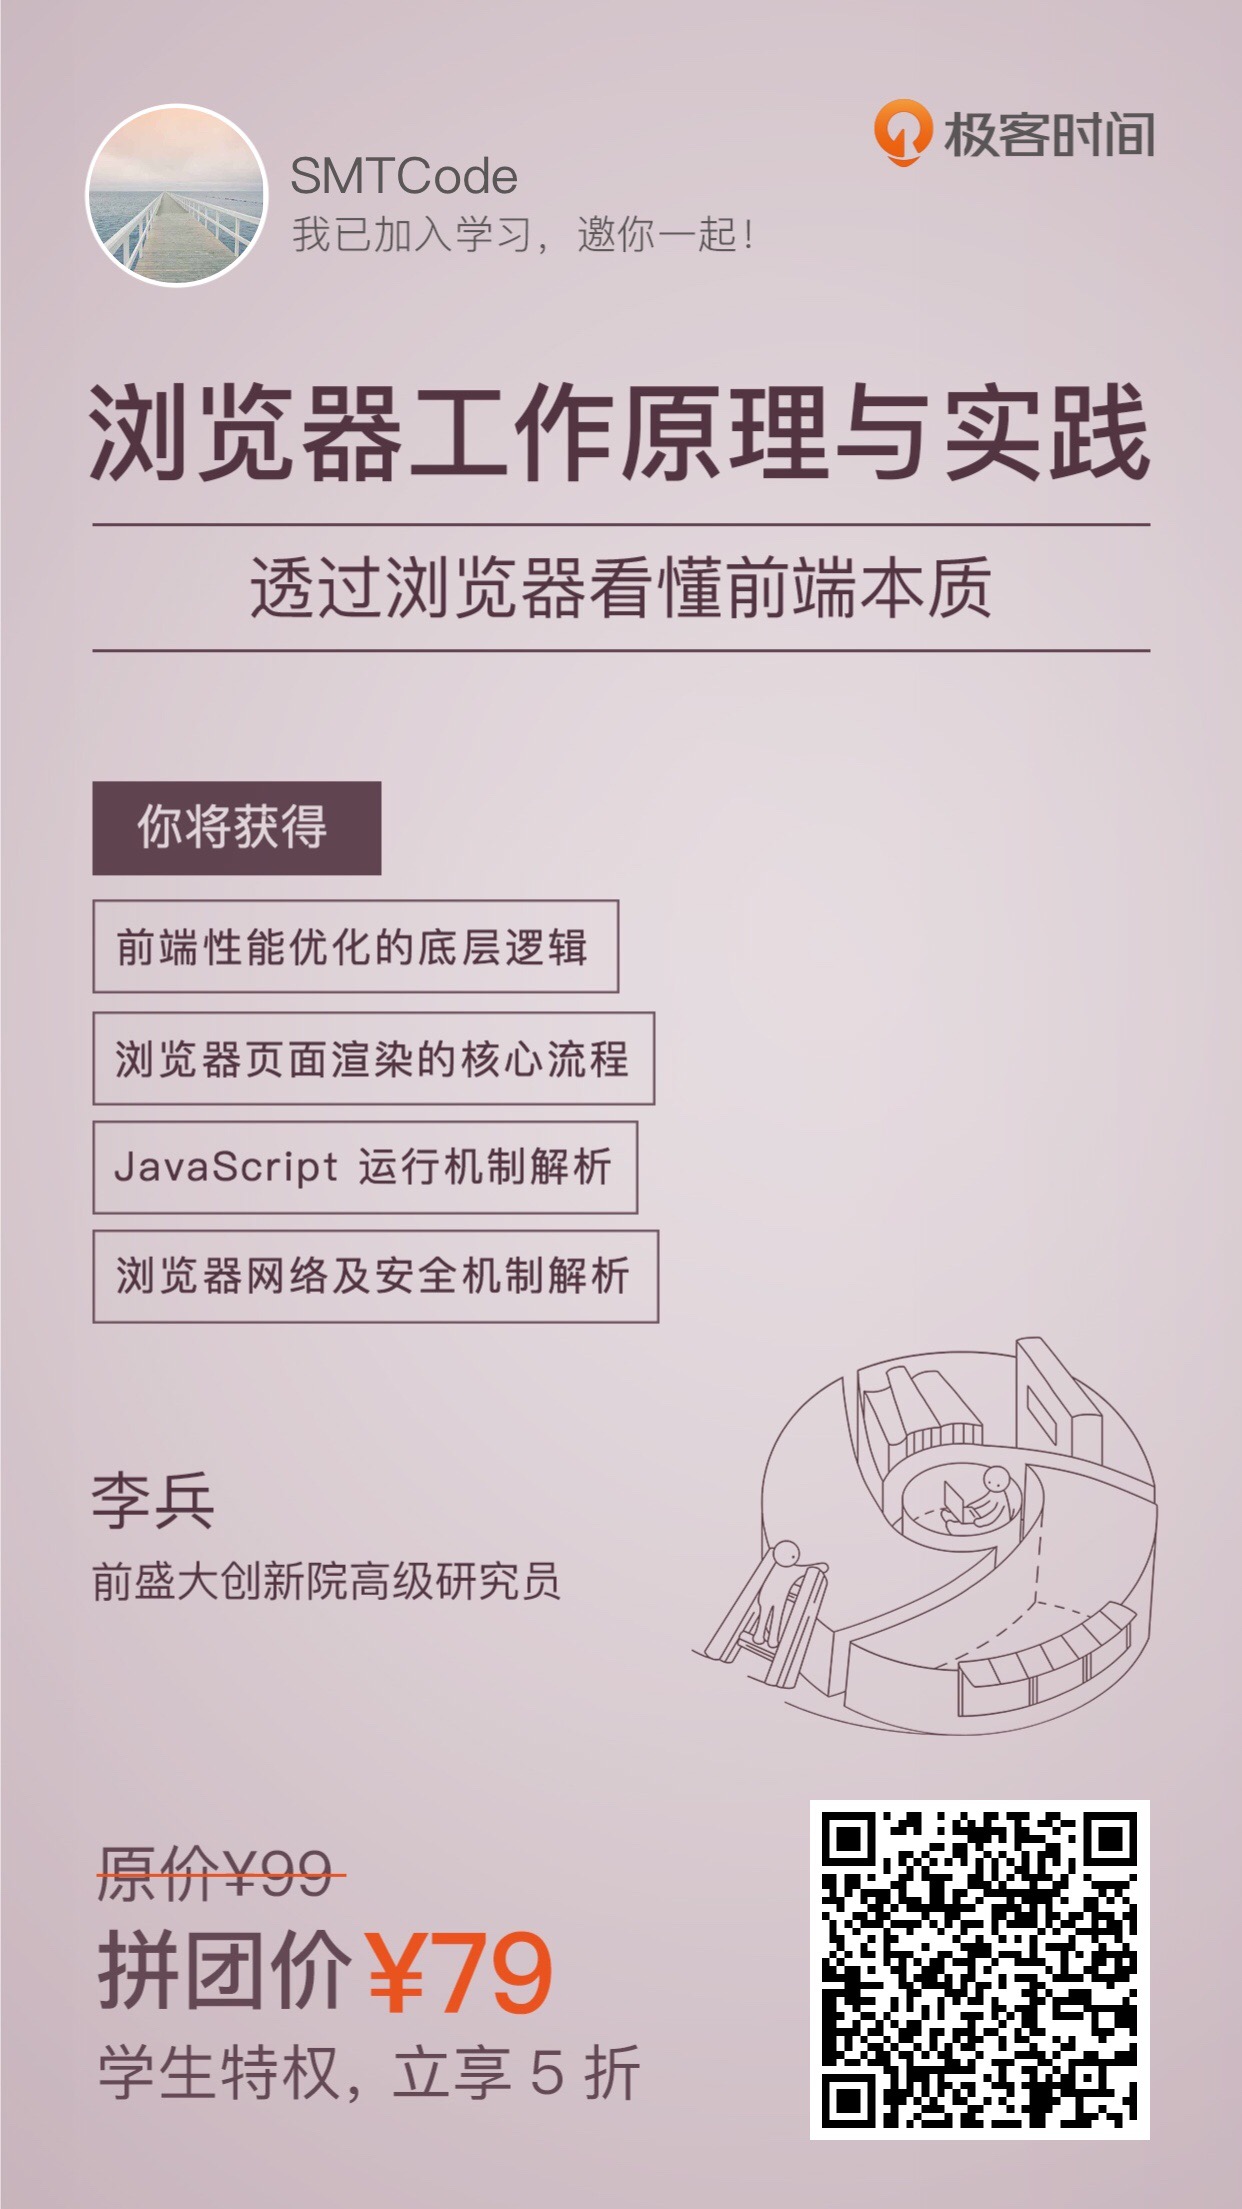 极客时间
SMTCode
我已加入学习，邀你一起！
浏览器工作原理与实践
透过浏览器看懂前端本质
你将获得
前端性能优化的底层逻辑
浏览器页面渲染的核心流程
JavaScript 运行机制解析
浏览器网络及安全机制解析
李兵
前盛大创新院高级研究员
原价¥99
拼团价¥79
学生特权，立享 5 折